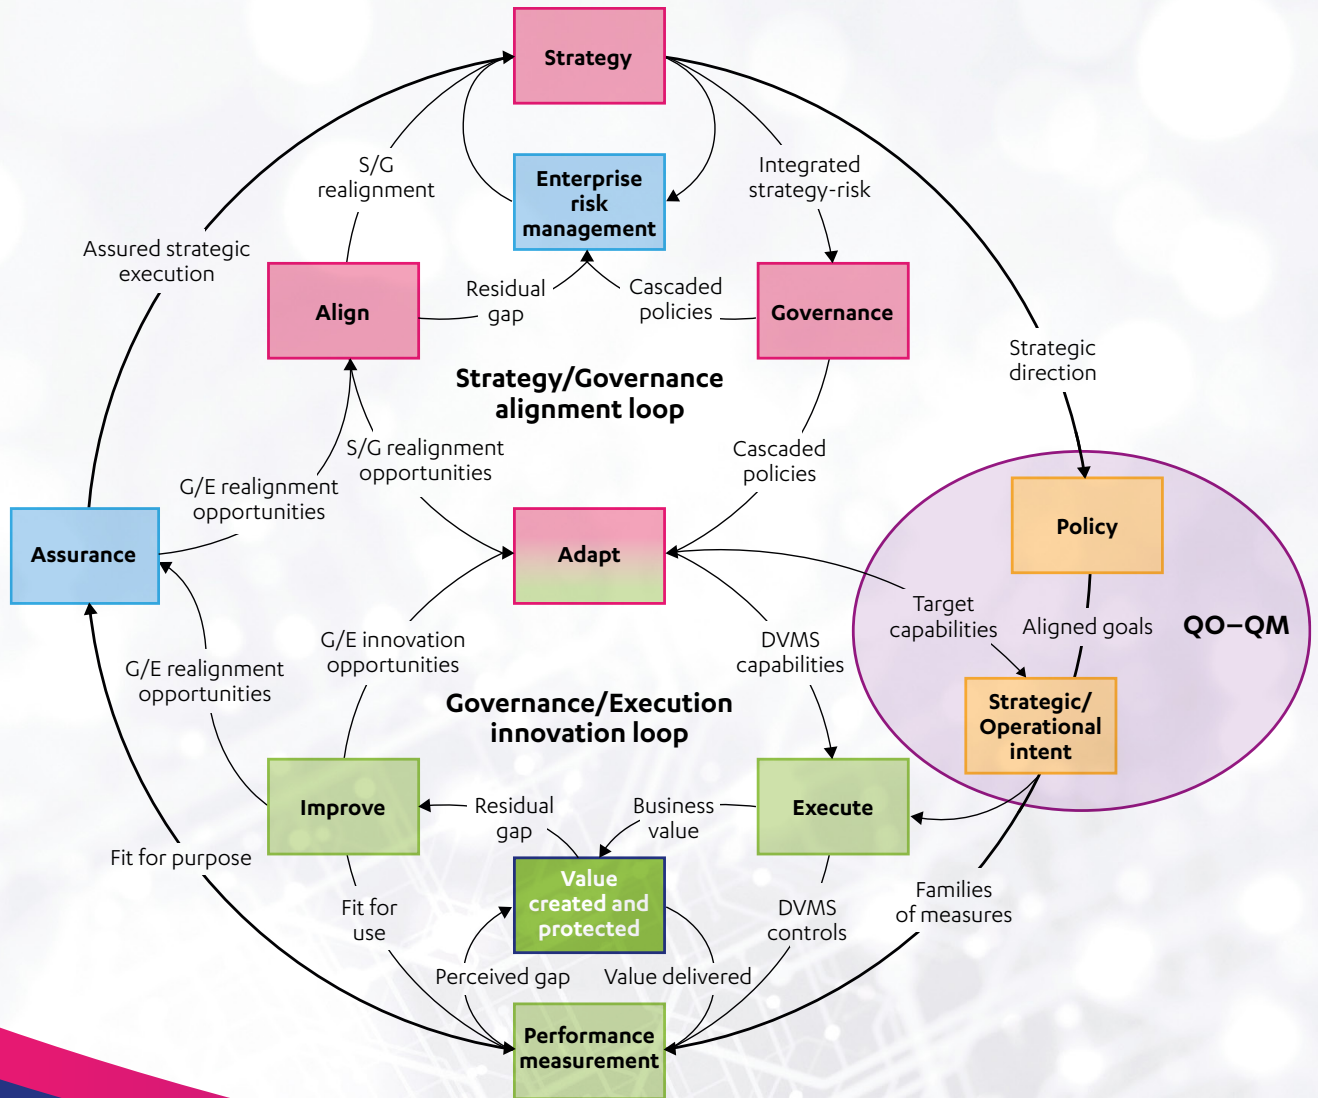 Strategy
S/G
realignment
Enterprise
risk
management
Integrated
strategy-risk
Assured strategic
execution
Residual
gap
Cascaded
policies
Align
Governance
Strategic
direction
Strategy/Governance
alignment loop
S/G realignment
opportunities
Cascaded
policies
G/E realignment
opportunities
Assurance
Adapt
Policy
Target
capabilities
Aligned goals
QO–QM
G/E innovation
opportunities
DVMS
capabilities
G/E realignment
opportunities
Governance/Execution
innovation loop
Strategic/
Operational
intent
Improve
Residual
gap
Business
value
Execute
Fit for purpose
Value
created and
protected
Fit for
use
DVMS
controls
Families
of measures
Perceived gap
Value delivered
Performance
measurement